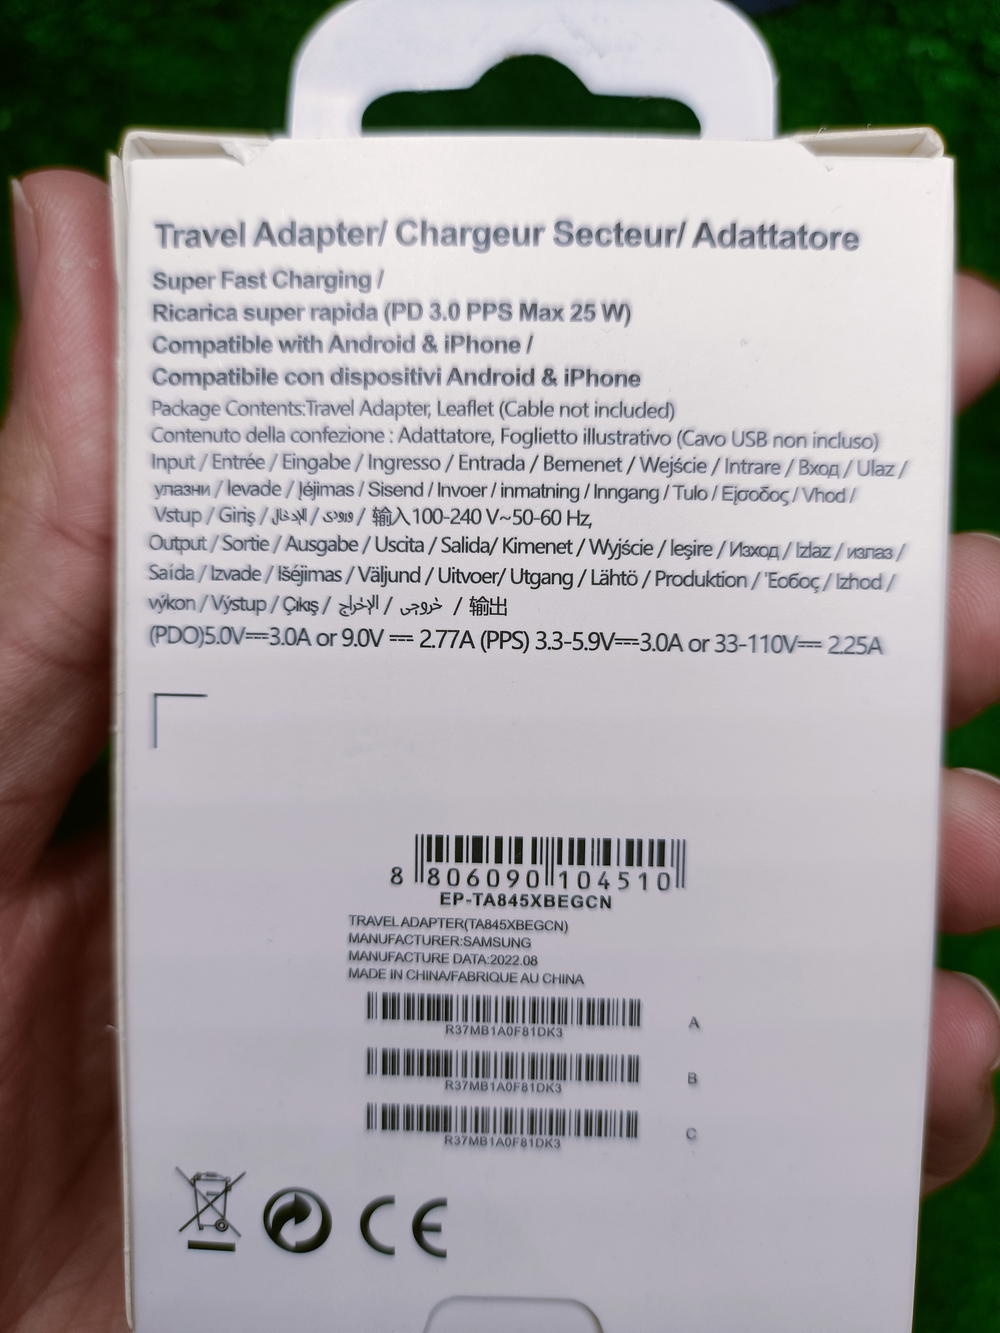 Travel Adapter/ Chargeur Secteur/ Adattatore
Super Fast Charging /
Ricarica super rapida (PD 3.0 PPS Max 25 W)
Compatible with Android & iPhone /
Compatibile con dispositivi Android & iPhone
Package Contents:Travel Adapter, Leaflet (Cable not included)
Contenuto della confezione : Adattatore, Foglietto illustrativo (Cavo USB non incluso)
Input / Entrée / Eingabe / Ingresso / Entrada / Bemenet / Wejście / Intrare / Вход / Ulaz /
улазни / Ievade / Įėjimas / Sisend / Invoer / inmatning / Inngang / Tulo / Είσοδος / Vhod /
Vstup / Giriş / الإدخال / ورودی / 输入100-240 V~50-60 Hz,
Output / Sortie / Ausgabe / Uscita / Salida/ Kimenet / Wyjście / Ieşire / Изход / Izlaz / излаз /
Saída / Izvade / Išėjimas / Väljund / Uitvoer/ Utgang / Lähtö / Produktion / Έοбος / Izhod /
výkon / Výstup / Çıkış / الإخراج / خروجی / 输出
(PDO)5.0V⎓3.0A or 9.0V ⎓ 2.77A (PPS) 3.3-5.9V⎓3.0A or 33-110V⎓ 2.25A
8 806090 104510
EP-TA845XBEGCN
TRAVEL ADAPTER(TA845XBEGCN)
MANUFACTURER:SAMSUNG
MANUFACTURE DATA:2022.08
MADE IN CHINA/FABRIQUE AU CHINA
R37MB1A0F81DK3 A
R37MB1A0F81DK3 B
R37MB1A0F81DK3 C
CE